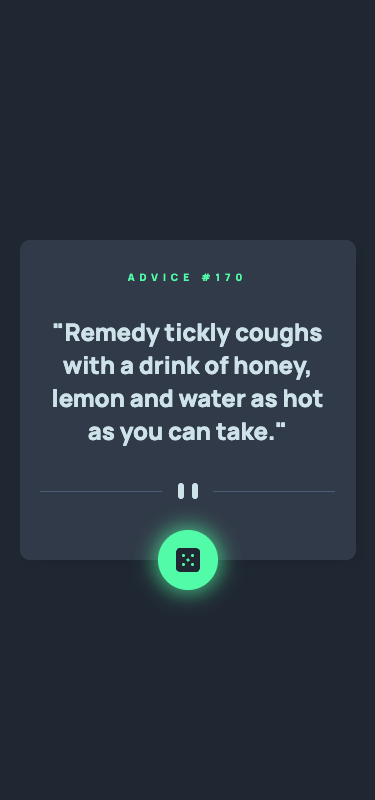 ADVICE #170
"Remedy tickly coughs
with a drink of honey,
lemon and water as hot
as you can take."